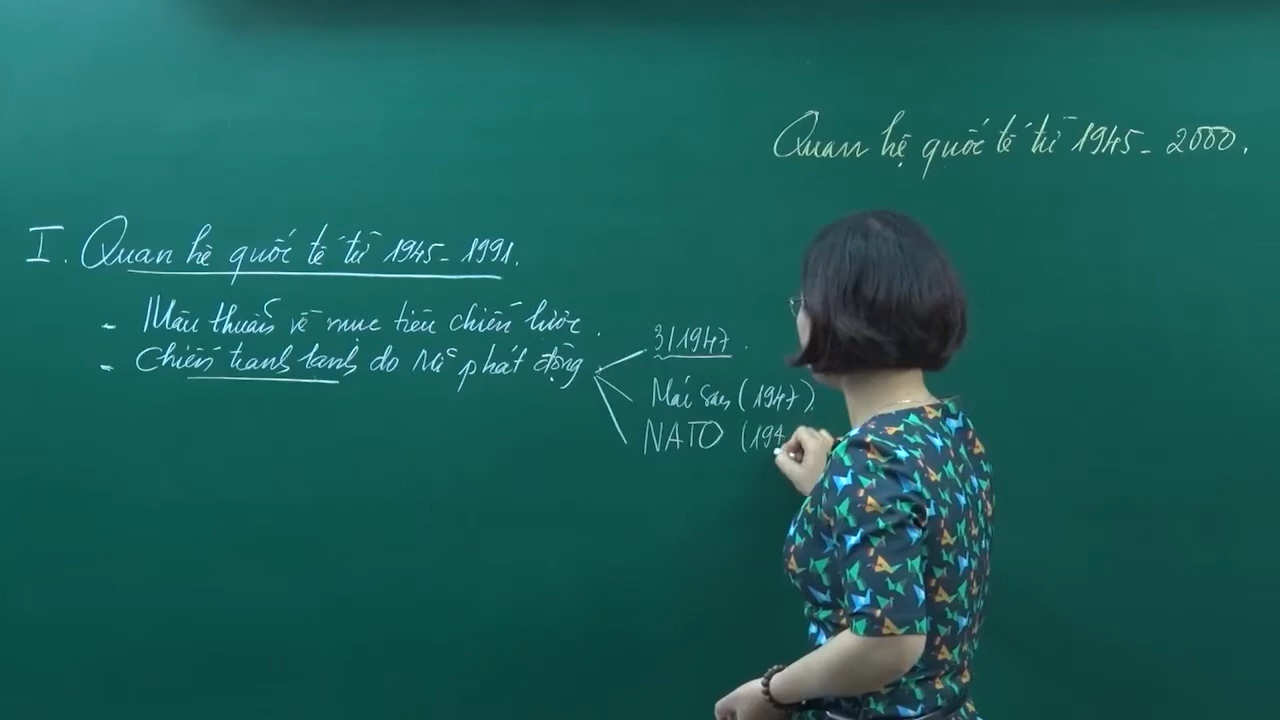 Quan hệ quốc tế từ 1945 - 2000.
I. Quan hệ quốc tế từ 1945 - 1991.
- Mâu thuẫn về mục tiêu chiến lược.
- Chiến tranh lạnh do Mĩ phát động
3/1947.
Mác san (1947).
NATO (194